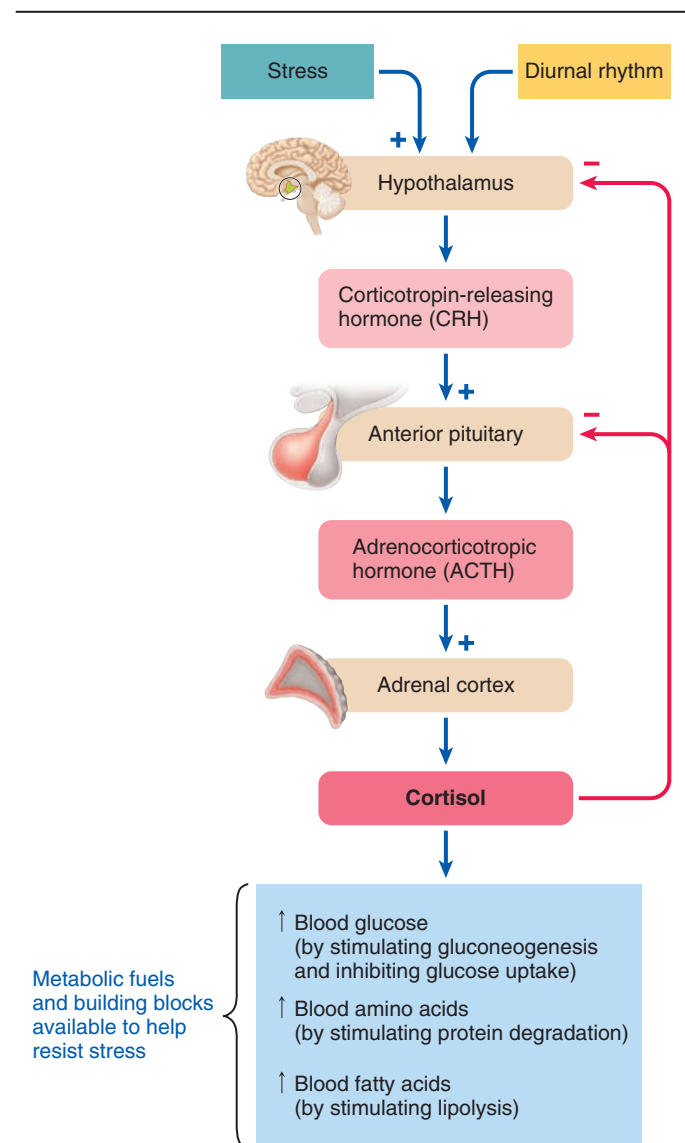 Stress
Diurnal rhythm
+
−
Hypothalamus
Corticotropin-releasing
hormone (CRH)
+
−
Anterior pituitary
Adrenocorticotropic
hormone (ACTH)
+
Adrenal cortex
Cortisol
↑ Blood glucose
(by stimulating gluconeogenesis
and inhibiting glucose uptake)
Metabolic fuels
and building blocks
available to help
resist stress
↑ Blood amino acids
(by stimulating protein degradation)
↑ Blood fatty acids
(by stimulating lipolysis)